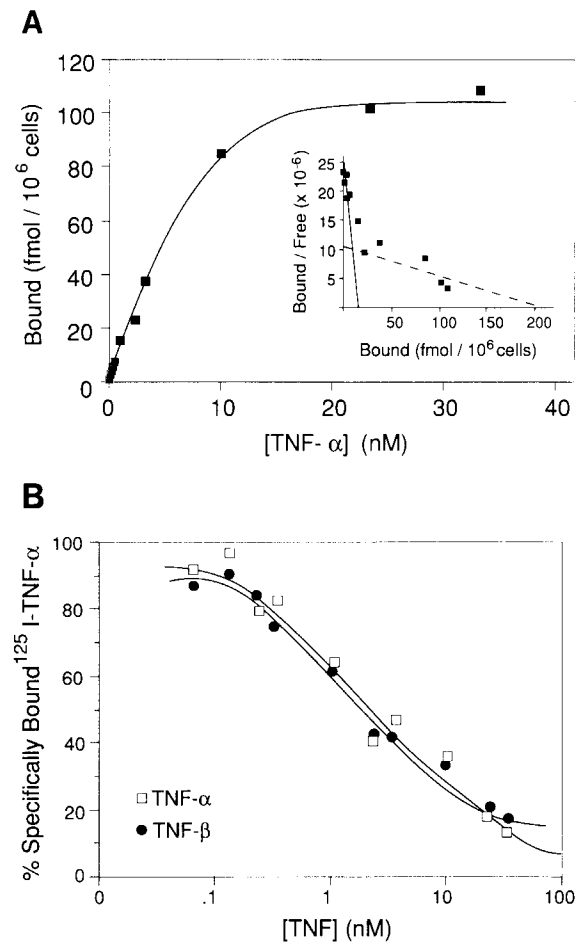 A
Bound (fmol / 10⁶ cells)
120
100
80
60
40
20
0
0 10 20 30 40
[TNF- α] (nM)
Bound / Free (x 10⁻⁶)
25
20
15
10
5
50 100 150 200
Bound (fmol / 10⁶ cells)
B
% Specifically Bound ¹²⁵ I-TNF-α
100
80
60
40
20
0
TNF-α
TNF-β
0 .1 1 10 100
[TNF] (nM)